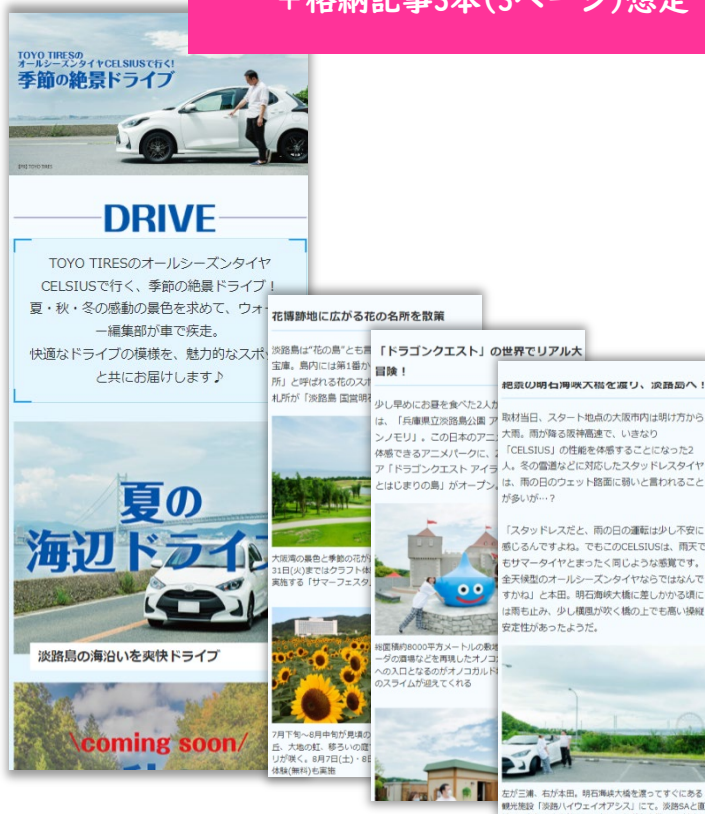 ＋格納記事3本(3ページ)想定
TOYO TIRESの
オールシーズンタイヤCELSIUSで行く!
季節の絶景ドライブ
[PR] TOYO TIRES
DRIVE
TOYO TIRESのオールシーズンタイヤ
CELSIUSで行く、季節の絶景ドライブ！
夏・秋・冬の感動の景色を求めて、ウォ
ー編集部が車で疾走。
快適なドライブの模様を、魅力的なスポ
と共にお届けします♪
夏の
海辺ドライブ
淡路島の海沿いを爽快ドライブ
\coming soon/
花博跡地に広がる花の名所を散策
淡路島は"花の島"とも言
宝庫。島内には第1番か
所」と呼ばれる花のスポ
札所が「淡路島 国営明石
大阪湾の景色と季節の花が
31日(火)まではクラフト体
実施する「サマーフェスタ
7月下旬～8月中旬が見頃の
丘、大地の虹、移ろいの庭
リが咲く。8月7日(土)・8日
体験(無料)も実施
「ドラゴンクエスト」の世界でリアル大
冒険！
少し早めにお昼を食べた2人が
は、「兵庫県立淡路島公園 ア
ンノモリ」。この日本のアニ
体感できるアニメパークに、2
ア「ドラゴンクエスト アイラ
とはじまりの島」がオープン。
総面積約8000平方メートルの敷地
ーダの酒場などを再現したオノコ
への入口となるのがオノコガルド
のスライムが迎えてくれる
絶景の明石海峡大橋を渡り、淡路島へ！
取材当日、スタート地点の大阪市内は明け方から
大雨。雨が降る阪神高速で、いきなり
「CELSIUS」の性能を体感することになった2
人。冬の雪道などに対応したスタッドレスタイヤ
は、雨の日のウェット路面に弱いと言われること
が多いが…？
「スタッドレスだと、雨の日の運転は少し不安に
感じるんですよね。でもこのCELSIUSは、雨天で
もサマータイヤとまったく同じような感覚です。
全天候型のオールシーズンタイヤならではなんで
すかね」と本田。明石海峡大橋に差しかかる頃に
は雨も止み、少し横風が吹く橋の上でも高い操縦
安定性があったようだ。
左が三浦、右が本田。明石海峡大橋を渡ってすぐにある
観光施設「淡路ハイウェイオアシス」にて。淡路SAと直